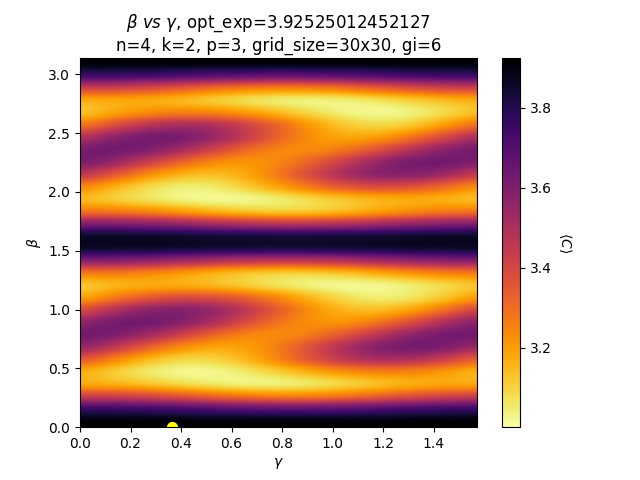 β vs γ, opt_exp=3.92525012452127
n=4, k=2, p=3, grid_size=30x30, gi=6
3.0
2.5
2.0
1.5
1.0
0.5
0.0
β
0.0 0.2 0.4 0.6 0.8 1.0 1.2 1.4
γ
3.8
3.6
3.4
3.2
⟨C⟩